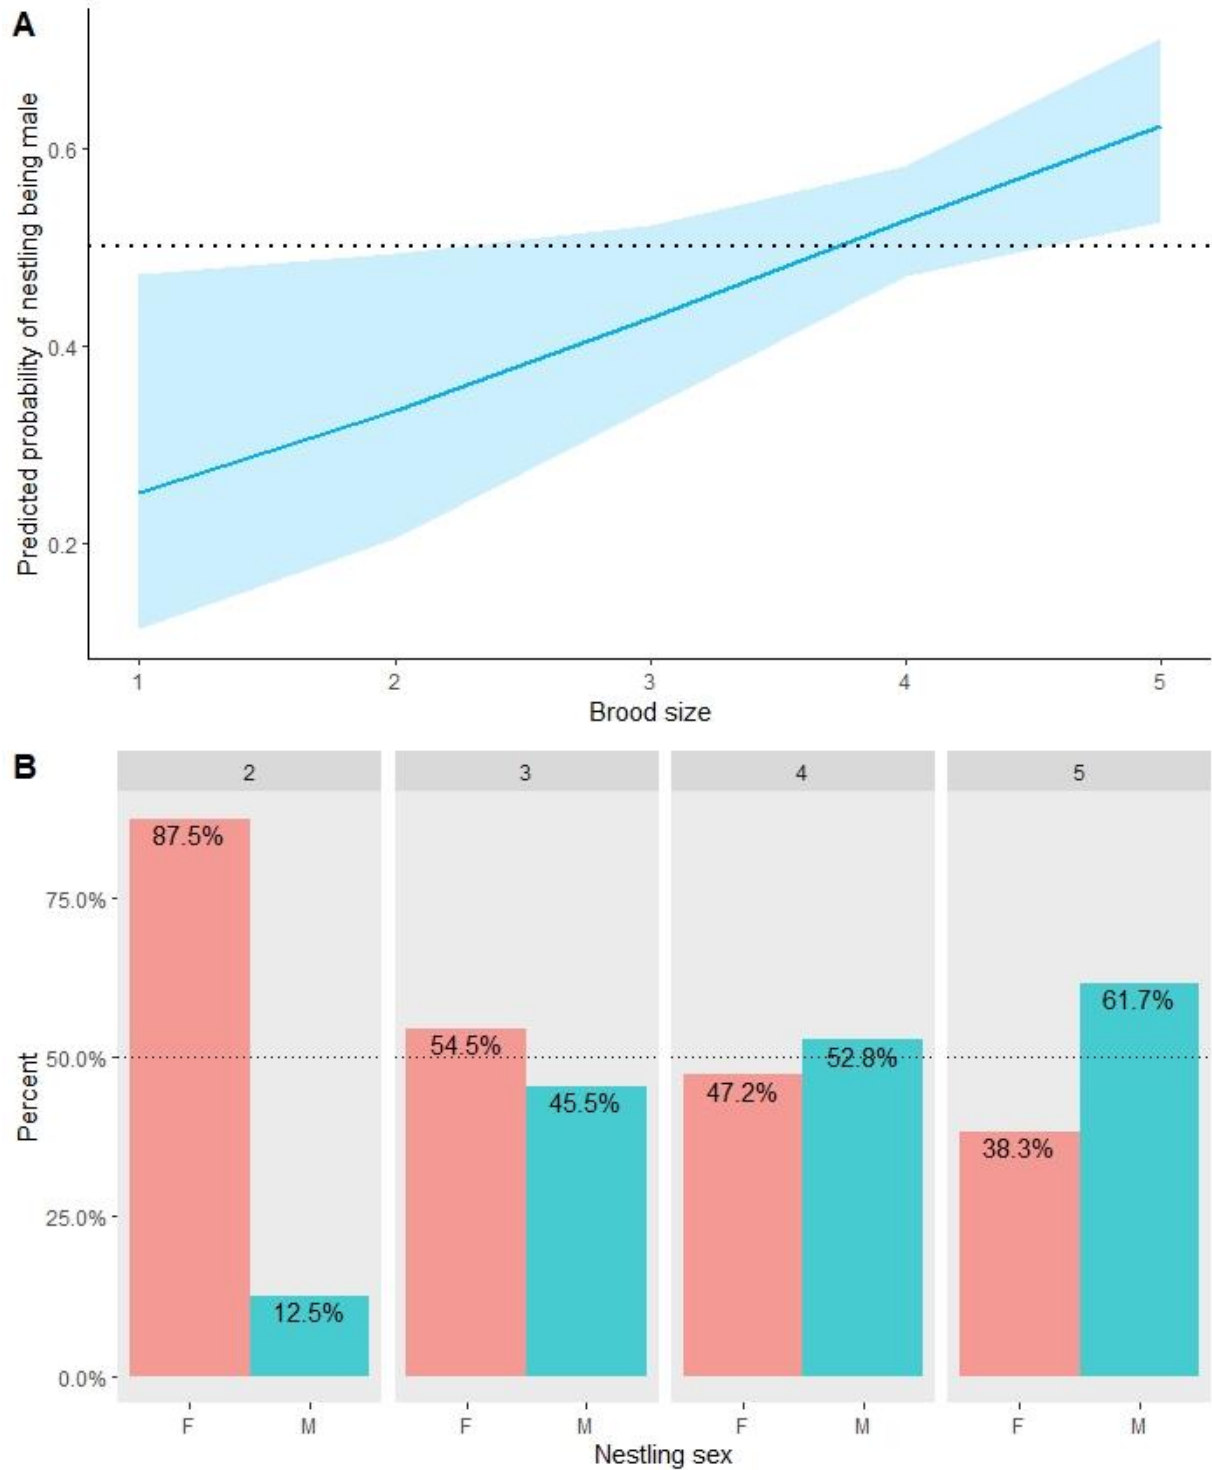 A
Predicted probability of nestling being male
0.6
0.4
0.2
1 2 3 4 5
Brood size
B
2 3 4 5
Percent
75.0%
50.0%
25.0%
0.0%
87.5%
12.5%
54.5%
45.5%
47.2%
52.8%
38.3%
61.7%
F M F M F M F M
Nestling sex